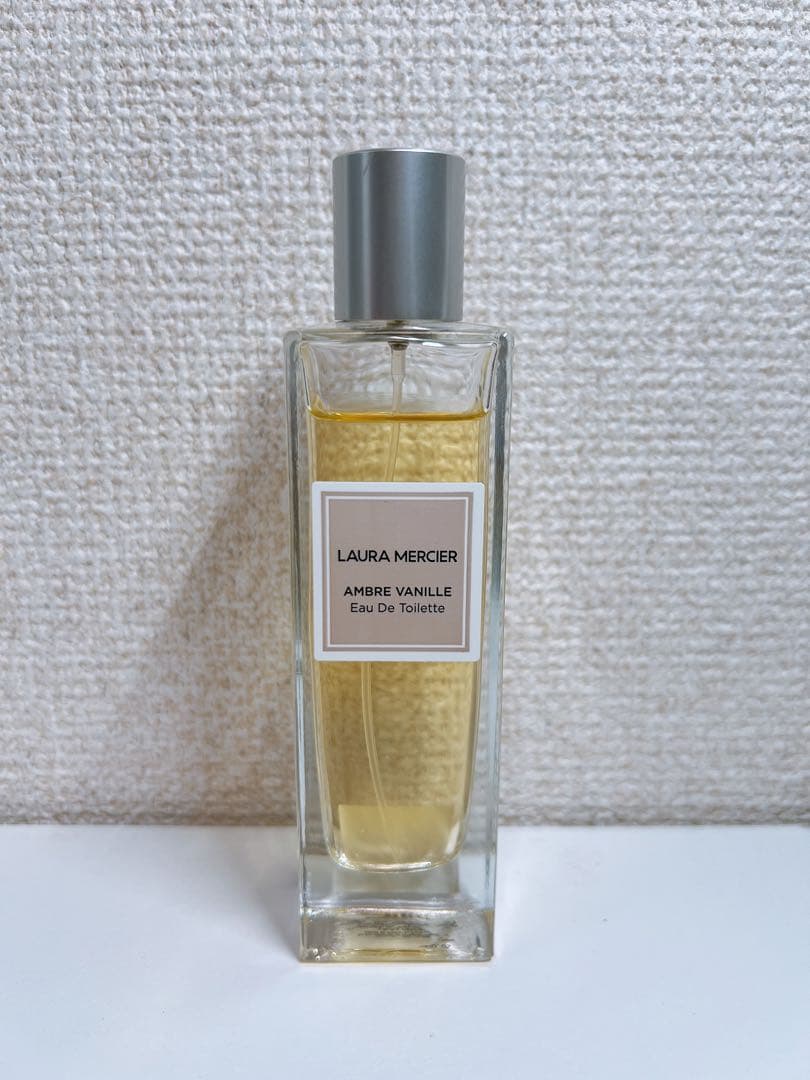 LAURA MERCIER
AMBRE VANILLE
Eau De Toilette